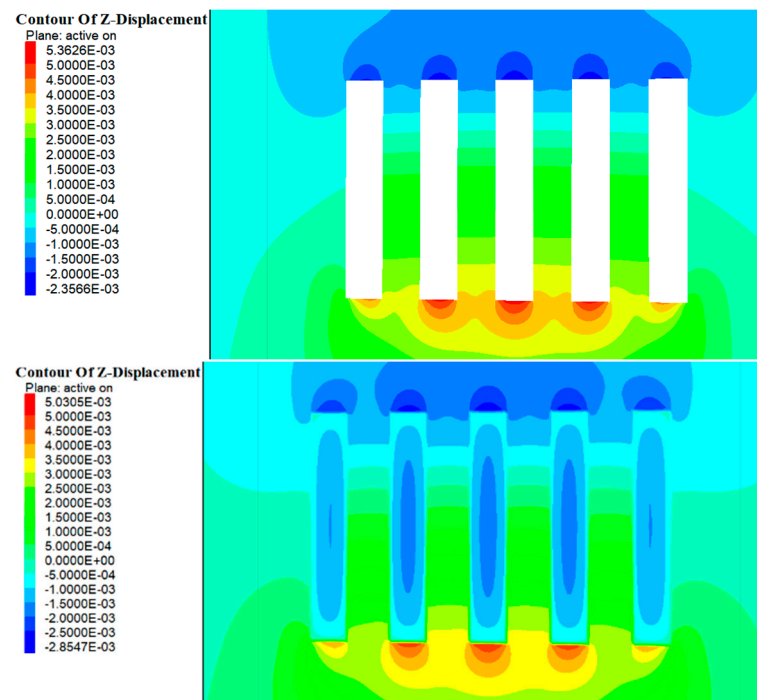 Contour Of Z-Displacement
Plane: active on
5.3626E-03
5.0000E-03
4.5000E-03
4.0000E-03
3.5000E-03
3.0000E-03
2.5000E-03
2.0000E-03
1.5000E-03
1.0000E-03
5.0000E-04
0.0000E+00
-5.0000E-04
-1.0000E-03
-1.5000E-03
-2.0000E-03
-2.3566E-03
Contour Of Z-Displacement
Plane: active on
5.0305E-03
5.0000E-03
4.5000E-03
4.0000E-03
3.5000E-03
3.0000E-03
2.5000E-03
2.0000E-03
1.5000E-03
1.0000E-03
5.0000E-04
0.0000E+00
-5.0000E-04
-1.0000E-03
-1.5000E-03
-2.0000E-03
-2.5000E-03
-2.8547E-03